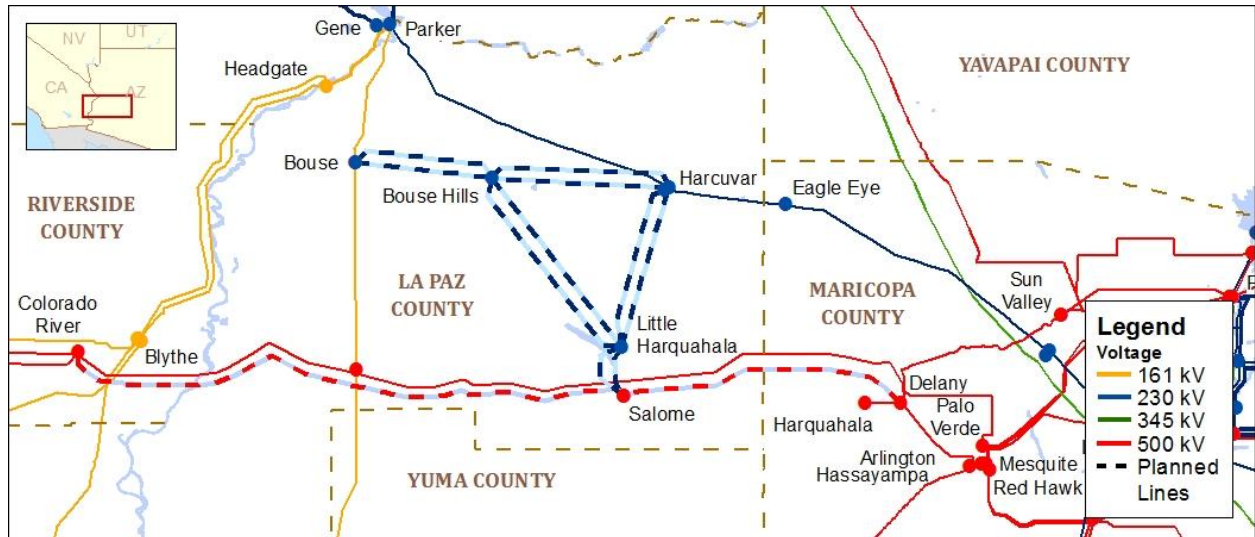 NV
UT
CA
AZ
Gene
Parker
Headgate
YAVAPAI COUNTY
Bouse
Bouse Hills
Harcuvar
Eagle Eye
RIVERSIDE
COUNTY
LA PAZ
COUNTY
MARICOPA
COUNTY
Sun
Valley
Colorado
River
Blythe
Little
Harquahala
Salome
Delany
Harquahala
Palo
Verde
Arlington
Hassayampa
Mesquite
Red Hawk
YUMA COUNTY
Legend
Voltage
161 kV
230 kV
345 kV
500 kV
Planned
Lines